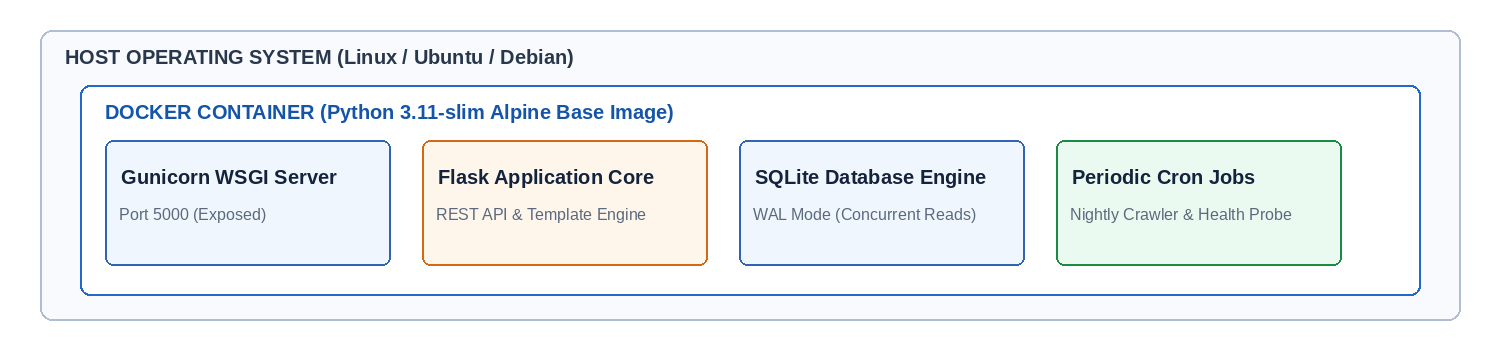 HOST OPERATING SYSTEM (Linux / Ubuntu / Debian)
DOCKER CONTAINER (Python 3.11-slim Alpine Base Image)
Gunicorn WSGI Server
Port 5000 (Exposed)
Flask Application Core
REST API & Template Engine
SQLite Database Engine
WAL Mode (Concurrent Reads)
Periodic Cron Jobs
Nightly Crawler & Health Probe